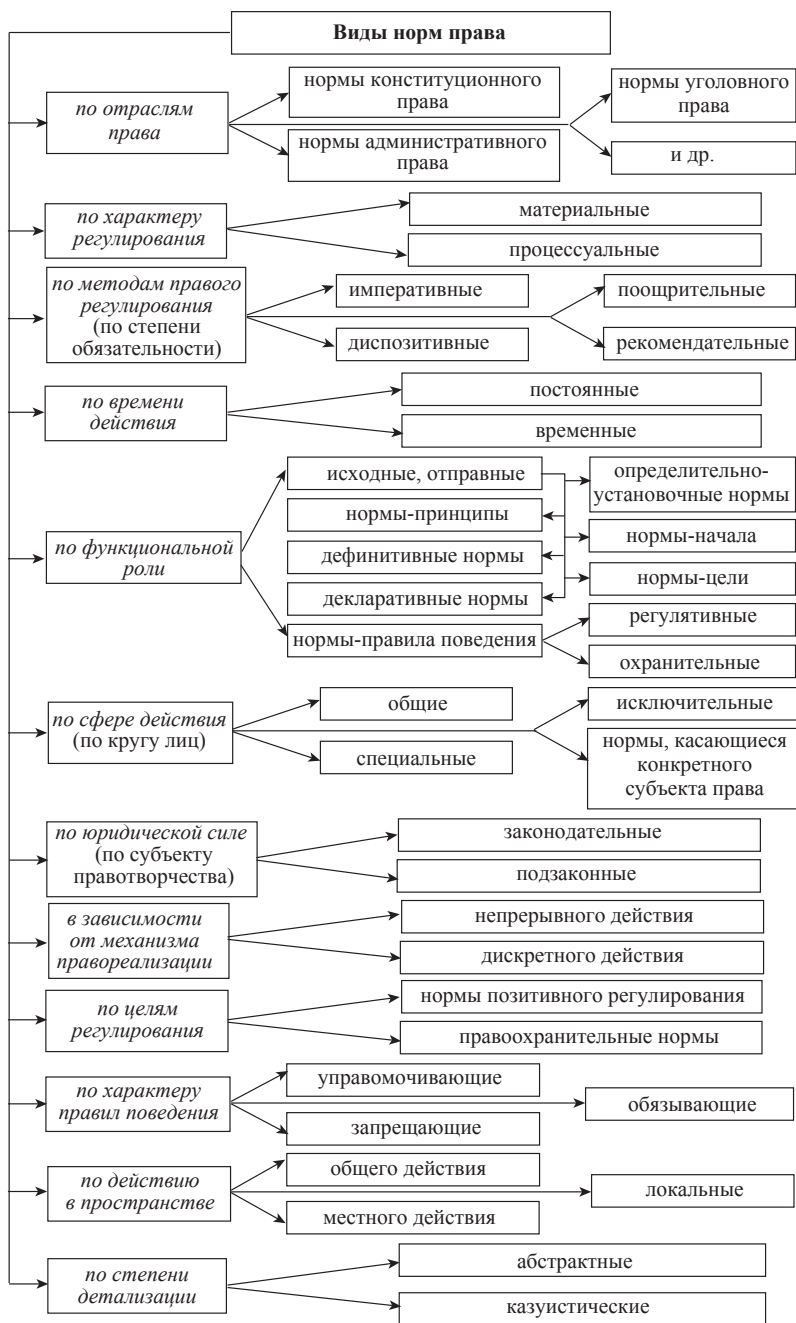 Виды норм права
по отраслям
права
нормы конституционного
права
нормы административного
права
нормы уголовного
права
и др.
по характеру
регулирования
материальные
процессуальные
по методам правого
регулирования
(по степени
обязательности)
императивные
диспозитивные
поощрительные
рекомендательные
по времени
действия
постоянные
временные
по функциональной
роли
исходные, отправные
нормы-принципы
дефинитивные нормы
декларативные нормы
нормы-правила поведения
определительно-
установочные нормы
нормы-начала
нормы-цели
регулятивные
охранительные
по сфере действия
(по кругу лиц)
общие
специальные
исключительные
нормы, касающиеся
конкретного
субъекта права
по юридической силе
(по субъекту
правотворчества)
законодательные
подзаконные
в зависимости
от механизма
правореализации
непрерывного действия
дискретного действия
по целям
регулирования
нормы позитивного регулирования
правоохранительные нормы
по характеру
правил поведения
управомочивающие
запрещающие
обязывающие
по действию
в пространстве
общего действия
местного действия
локальные
по степени
детализации
абстрактные
казуистические